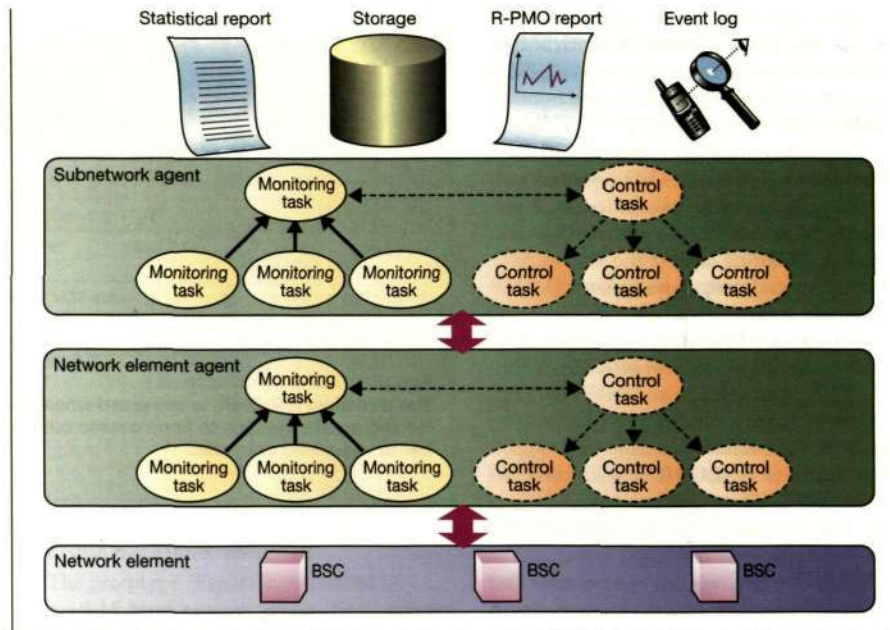 Statistical report
Storage
R-PMO report
Event log
Subnetwork agent
Monitoring
task
Control
task
Monitoring
task
Monitoring
task
Monitoring
task
Control
task
Control
task
Control
task
Network element agent
Monitoring
task
Control
task
Monitoring
task
Monitoring
task
Monitoring
task
Control
task
Control
task
Control
task
Network element
BSC
BSC
BSC